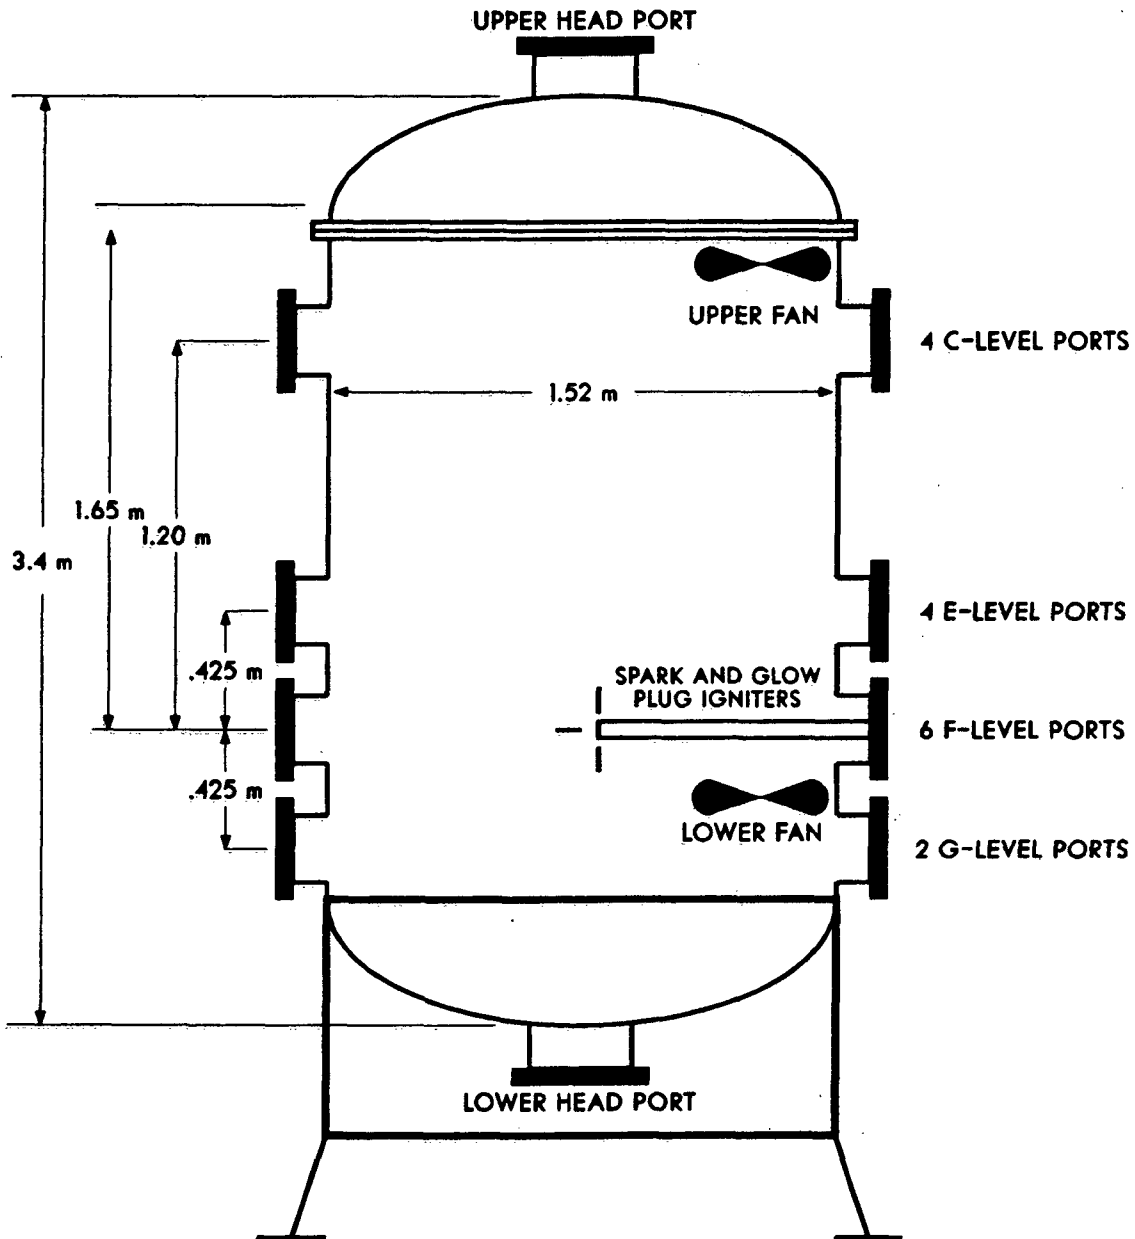 UPPER HEAD PORT
UPPER FAN
4 C-LEVEL PORTS
1.52 m
1.65 m
1.20 m
3.4 m
4 E-LEVEL PORTS
.425 m
SPARK AND GLOW
PLUG IGNITERS
6 F-LEVEL PORTS
.425 m
LOWER FAN
2 G-LEVEL PORTS
LOWER HEAD PORT